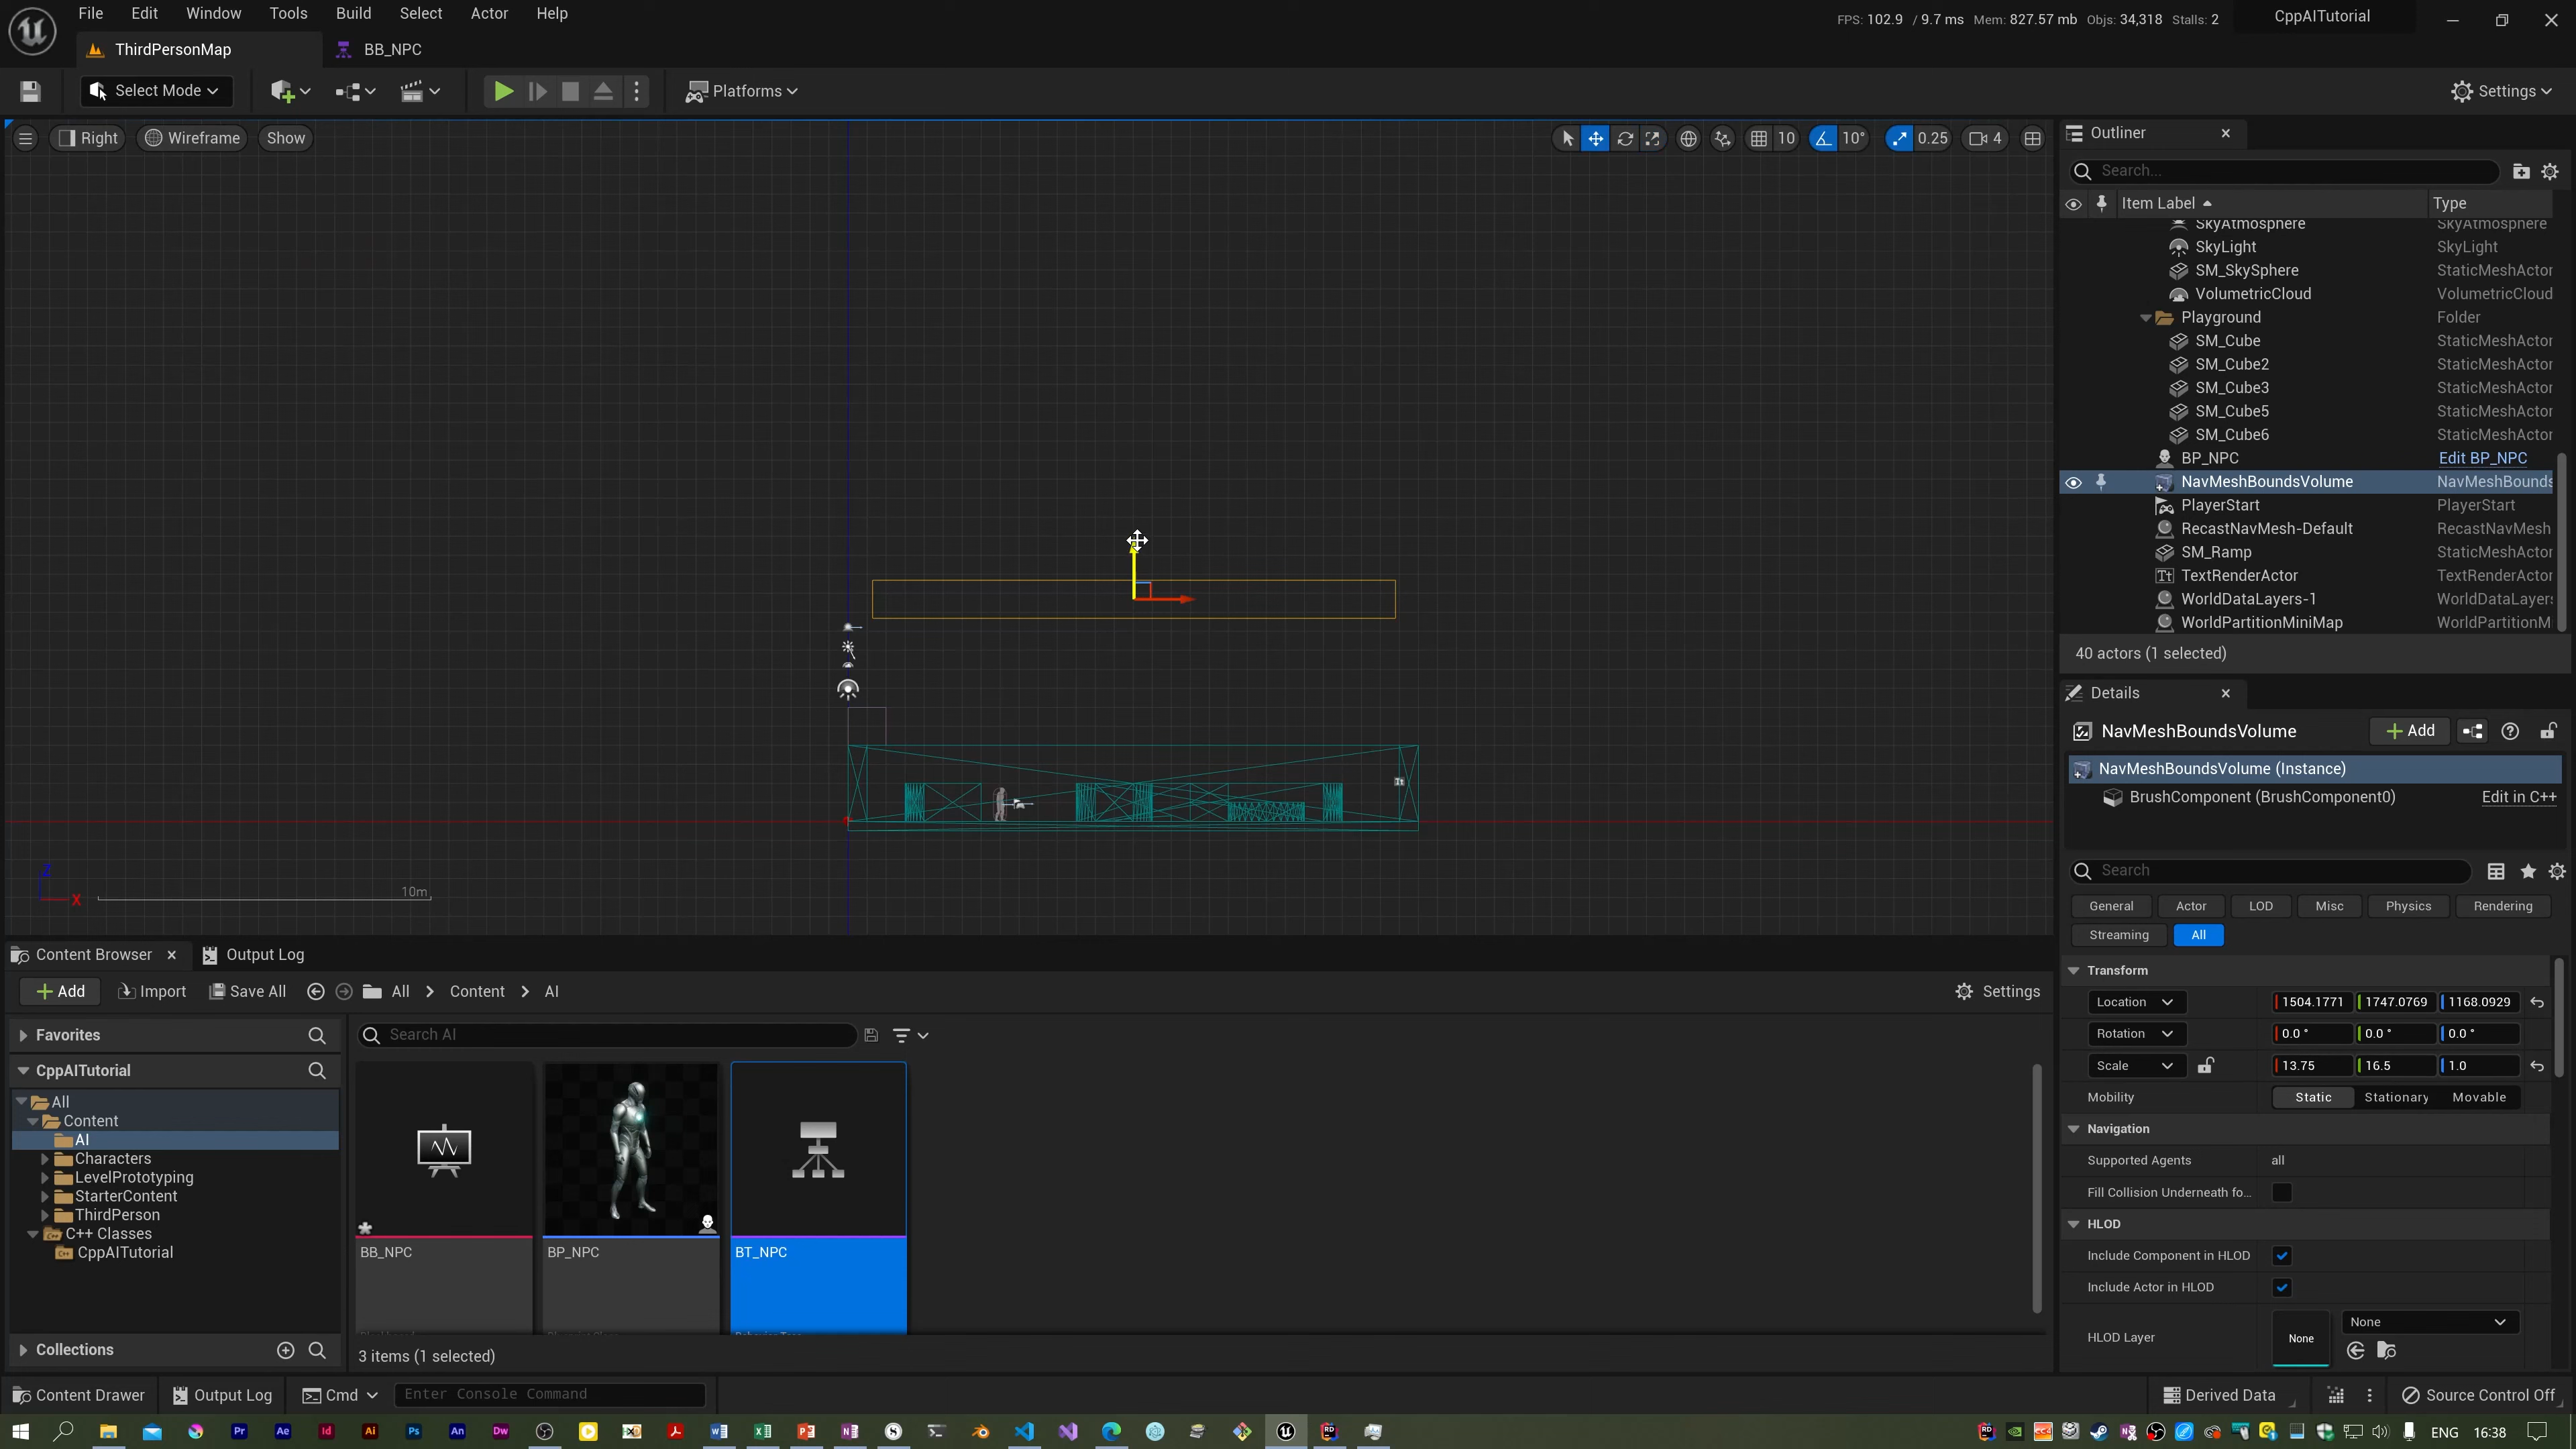 File Edit Window Tools Build Select Actor Help
FPS: 102.9 / 9.7 ms Mem: 827.57 mb Objs: 34,318 Stalls: 2
CppAITutorial
ThirdPersonMap
BB_NPC
Select Mode
Platforms
Settings
Right
Wireframe
Show
10
10°
0.25
4
Z
X
10m
Outliner
Search...
Item Label
Type
SkyAtmosphere SkyAtmosphere
SkyLight SkyLight
SM_SkySphere StaticMeshActor
VolumetricCloud VolumetricCloud
Playground Folder
SM_Cube StaticMeshActor
SM_Cube2 StaticMeshActor
SM_Cube3 StaticMeshActor
SM_Cube5 StaticMeshActor
SM_Cube6 StaticMeshActor
BP_NPC Edit BP_NPC
NavMeshBoundsVolume NavMeshBounds
PlayerStart PlayerStart
RecastNavMesh-Default RecastNavMesh
SM_Ramp StaticMeshActor
TextRenderActor TextRenderActor
WorldDataLayers-1 WorldDataLayers
WorldPartitionMiniMap WorldPartitionM
40 actors (1 selected)
Details
NavMeshBoundsVolume
Add
NavMeshBoundsVolume (Instance)
BrushComponent (BrushComponent0) Edit in C++
Search
General Actor LOD Misc Physics Rendering
Streaming All
Transform
Location 1504.1771 1747.0769 1168.0929
Rotation 0.0 ° 0.0 ° 0.0 °
Scale 13.75 16.5 1.0
Mobility Static Stationary Movable
Navigation
Supported Agents all
Fill Collision Underneath fo...
HLOD
Include Component in HLOD
Include Actor in HLOD
HLOD Layer None None
Content Browser
Output Log
Add Import Save All All > Content > AI
Settings
Favorites
CppAITutorial
All
Content
AI
Characters
LevelPrototyping
StarterContent
ThirdPerson
C++ Classes
CppAITutorial
Collections
Search AI
BB_NPC
BP_NPC
BT_NPC
3 items (1 selected)
Content Drawer
Output Log
Cmd
Enter Console Command
Derived Data
Source Control Off
Pr Ae Id Ai Ps An Dw
ENG 16:38